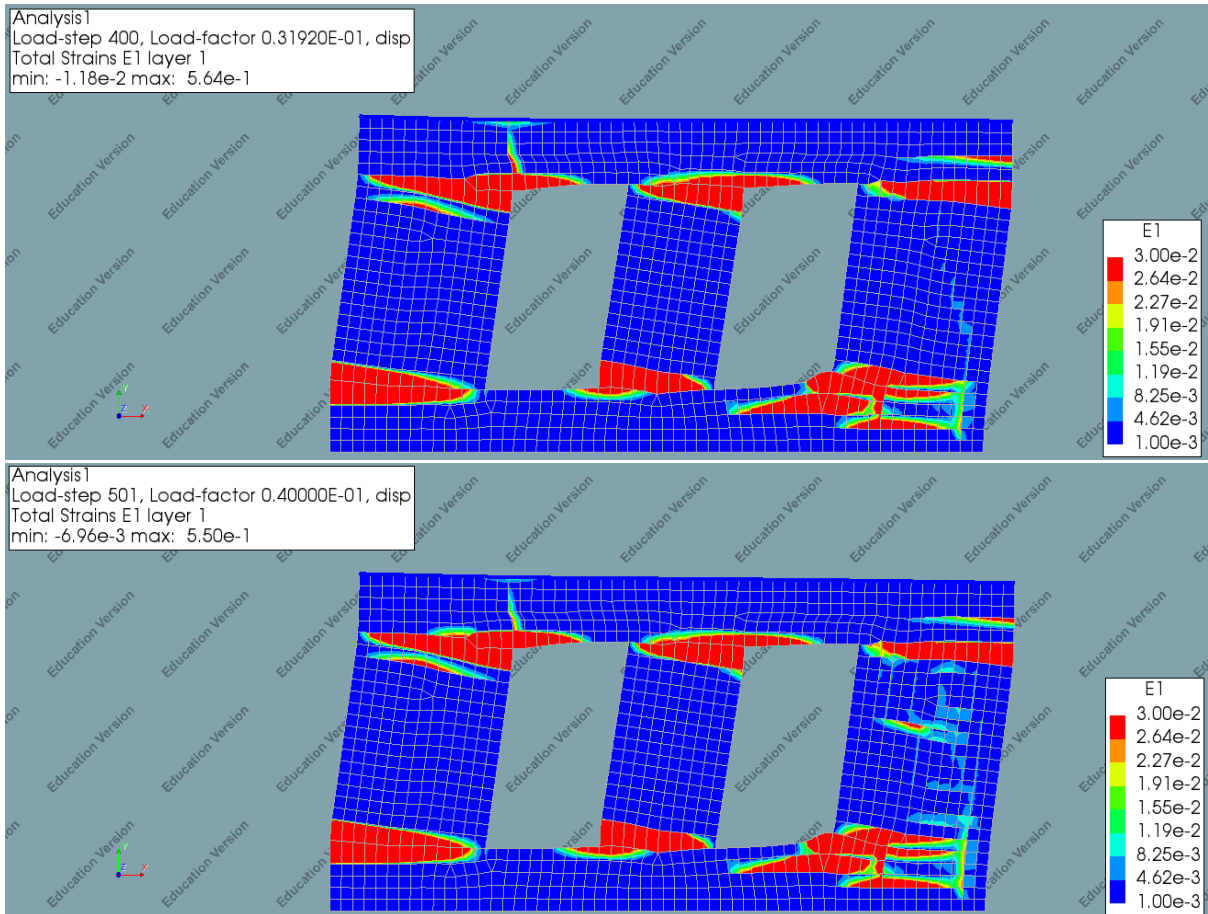 Analysis1
Load-step 400, Load-factor 0.31920E-01, disp
Total Strains E1 layer 1
min: -1.18e-2 max: 5.64e-1
Education Version
E1
3.00e-2
2.64e-2
2.27e-2
1.91e-2
1.55e-2
1.19e-2
8.25e-3
4.62e-3
1.00e-3
Y
Z
X
Analysis1
Load-step 501, Load-factor 0.40000E-01, disp
Total Strains E1 layer 1
min: -6.96e-3 max: 5.50e-1
Education Version
E1
3.00e-2
2.64e-2
2.27e-2
1.91e-2
1.55e-2
1.19e-2
8.25e-3
4.62e-3
1.00e-3
Y
Z
X